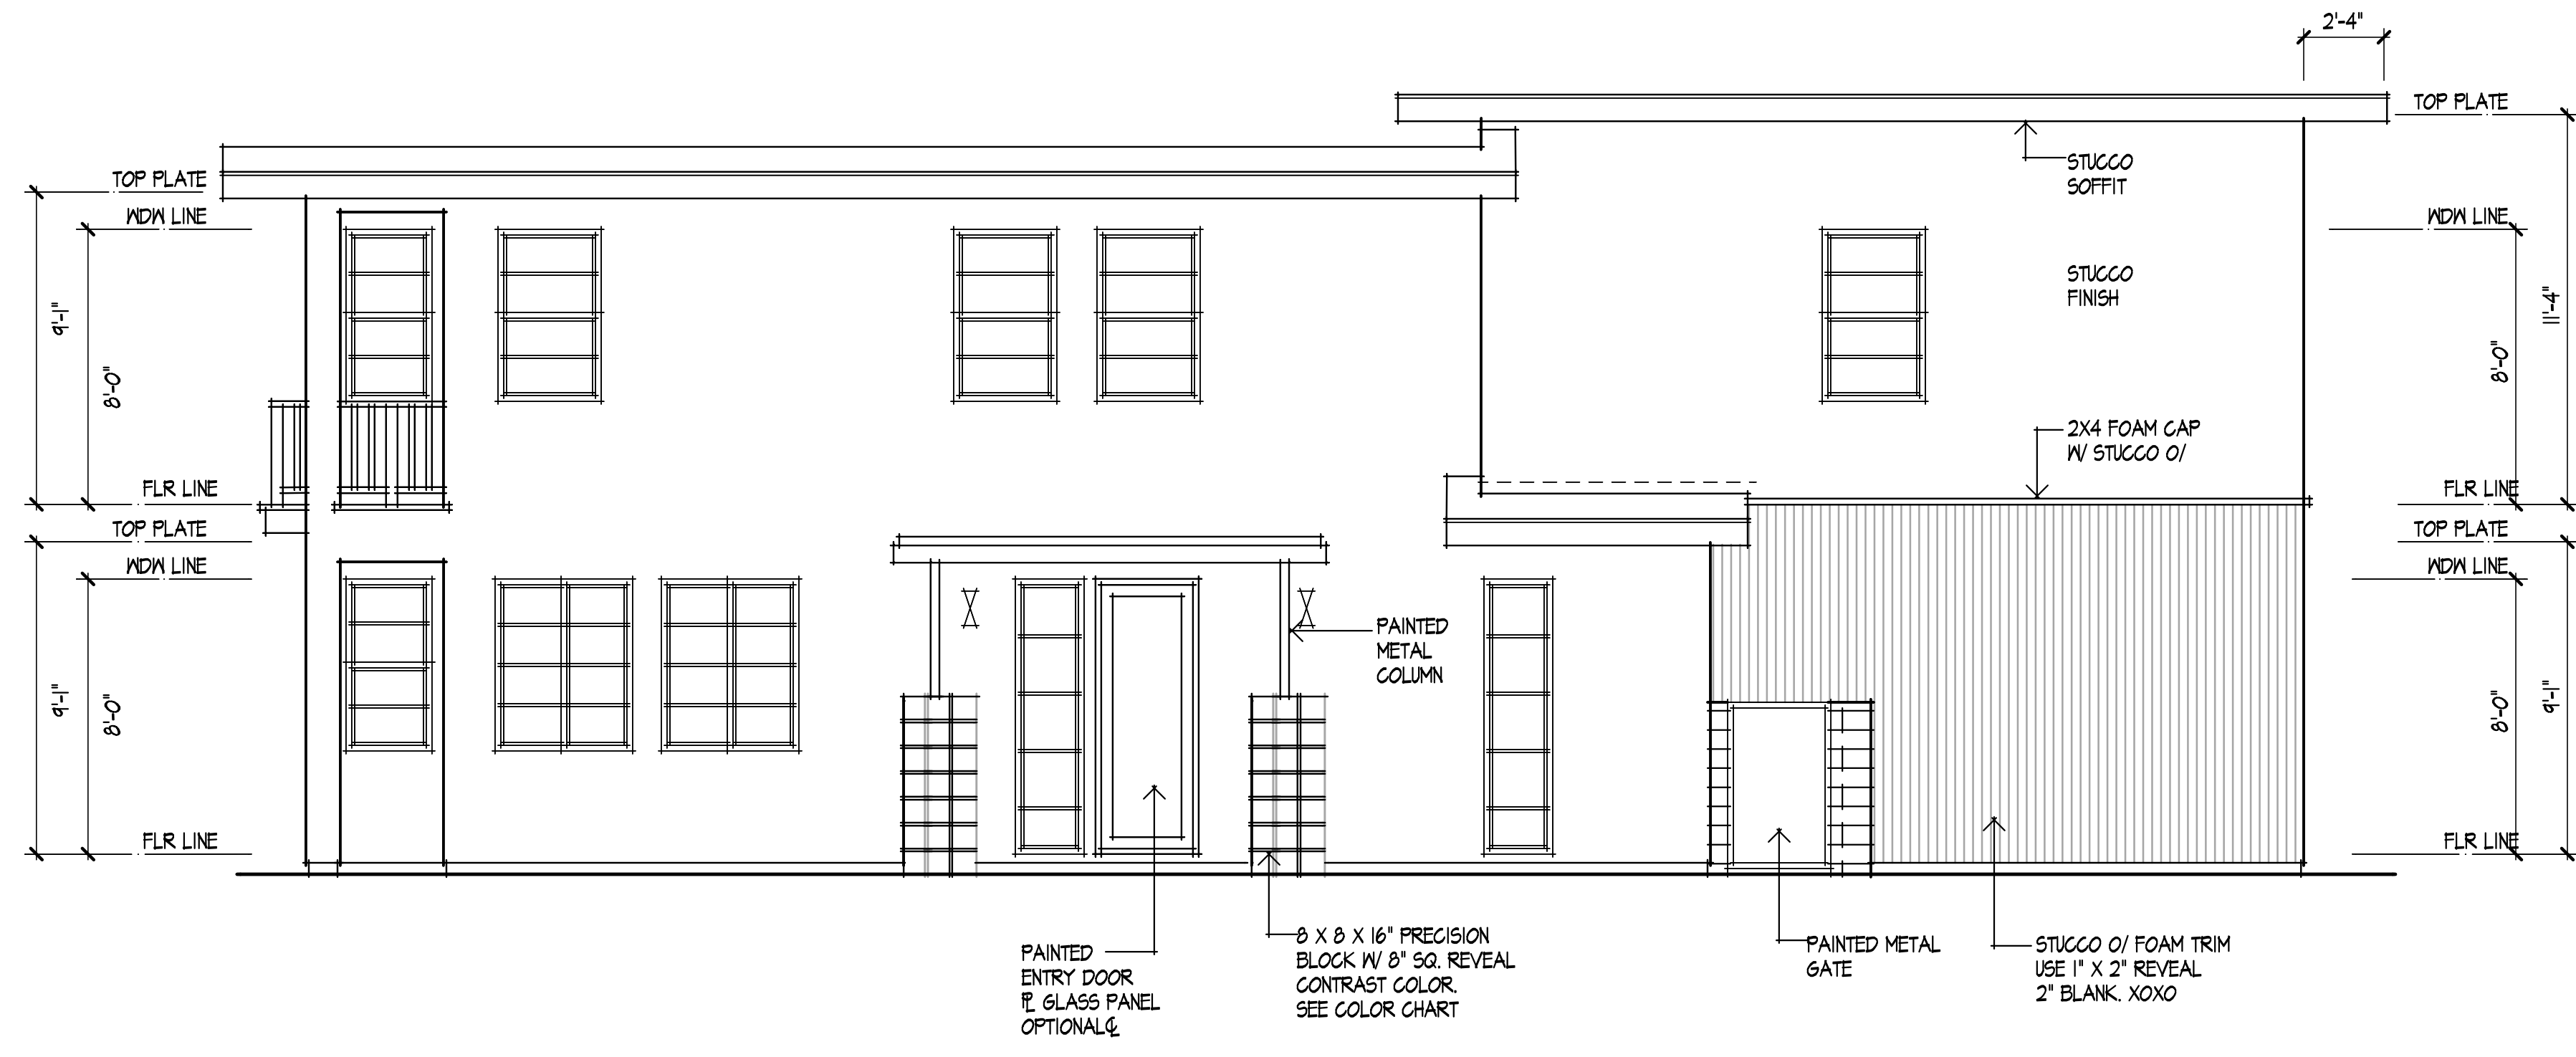 2'-4"
TOP PLATE
TOP PLATE
STUCCO
SOFFIT
WDW LINE
WDW LINE
STUCCO
FINISH
9'-1"
11'-4"
8'-0"
8'-0"
2X4 FOAM CAP
W/ STUCCO O/
FLR LINE
FLR LINE
TOP PLATE
TOP PLATE
WDW LINE
WDW LINE
PAINTED
METAL
COLUMN
9'-1"
8'-0"
8'-0"
9'-1"
FLR LINE
FLR LINE
PAINTED
ENTRY DOOR
PL GLASS PANEL
OPTIONAL℄
8 X 8 X 16" PRECISION
BLOCK W/ 8" SQ. REVEAL
CONTRAST COLOR.
SEE COLOR CHART
PAINTED METAL
GATE
STUCCO O/ FOAM TRIM
USE 1" X 2" REVEAL
2" BLANK. XOXO